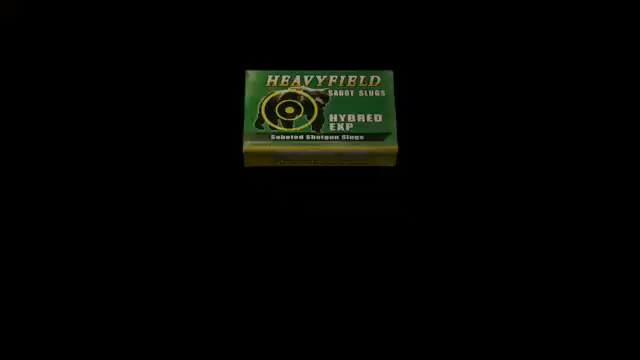 HEAVYFIELD
SABOT SLUGS
HYBRED
EXP
Saboted Shotgun Slugs